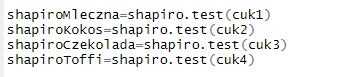 shapiroMleczna=shapiro.test(cuk1)
shapiroKokos=shapiro.test(cuk2)
shapiroCzekolada=shapiro.test(cuk3)
shapiroToffi=shapiro.test(cuk4)